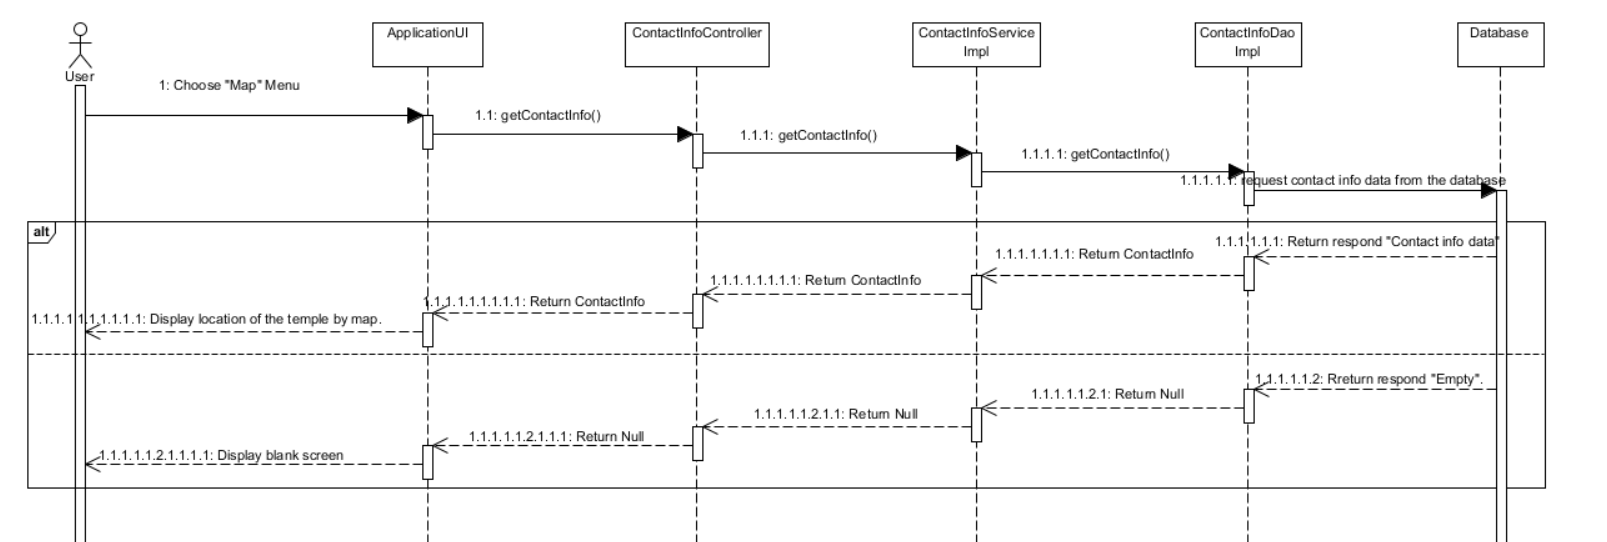 User
ApplicationUI
ContactInfoController
ContactInfoService
Impl
ContactInfoDao
Impl
Database
1: Choose "Map" Menu
1.1: getContactInfo()
1.1.1: getContactInfo()
1.1.1.1: getContactInfo()
1.1.1.1.1: request contact info data from the database
alt
1.1.1.1.1.1: Return respond "Contact info data"
1.1.1.1.1.1.1: Return ContactInfo
1.1.1.1.1.1.1.1: Return ContactInfo
1.1.1.1.1.1.1.1.1: Return ContactInfo
1.1.1.1.1.1.1.1.1.1: Display location of the temple by map.
1.1.1.1.1.2: Rreturn respond "Empty".
1.1.1.1.1.2.1: Return Null
1.1.1.1.1.2.1.1: Return Null
1.1.1.1.1.2.1.1.1: Return Null
1.1.1.1.1.2.1.1.1.1: Display blank screen